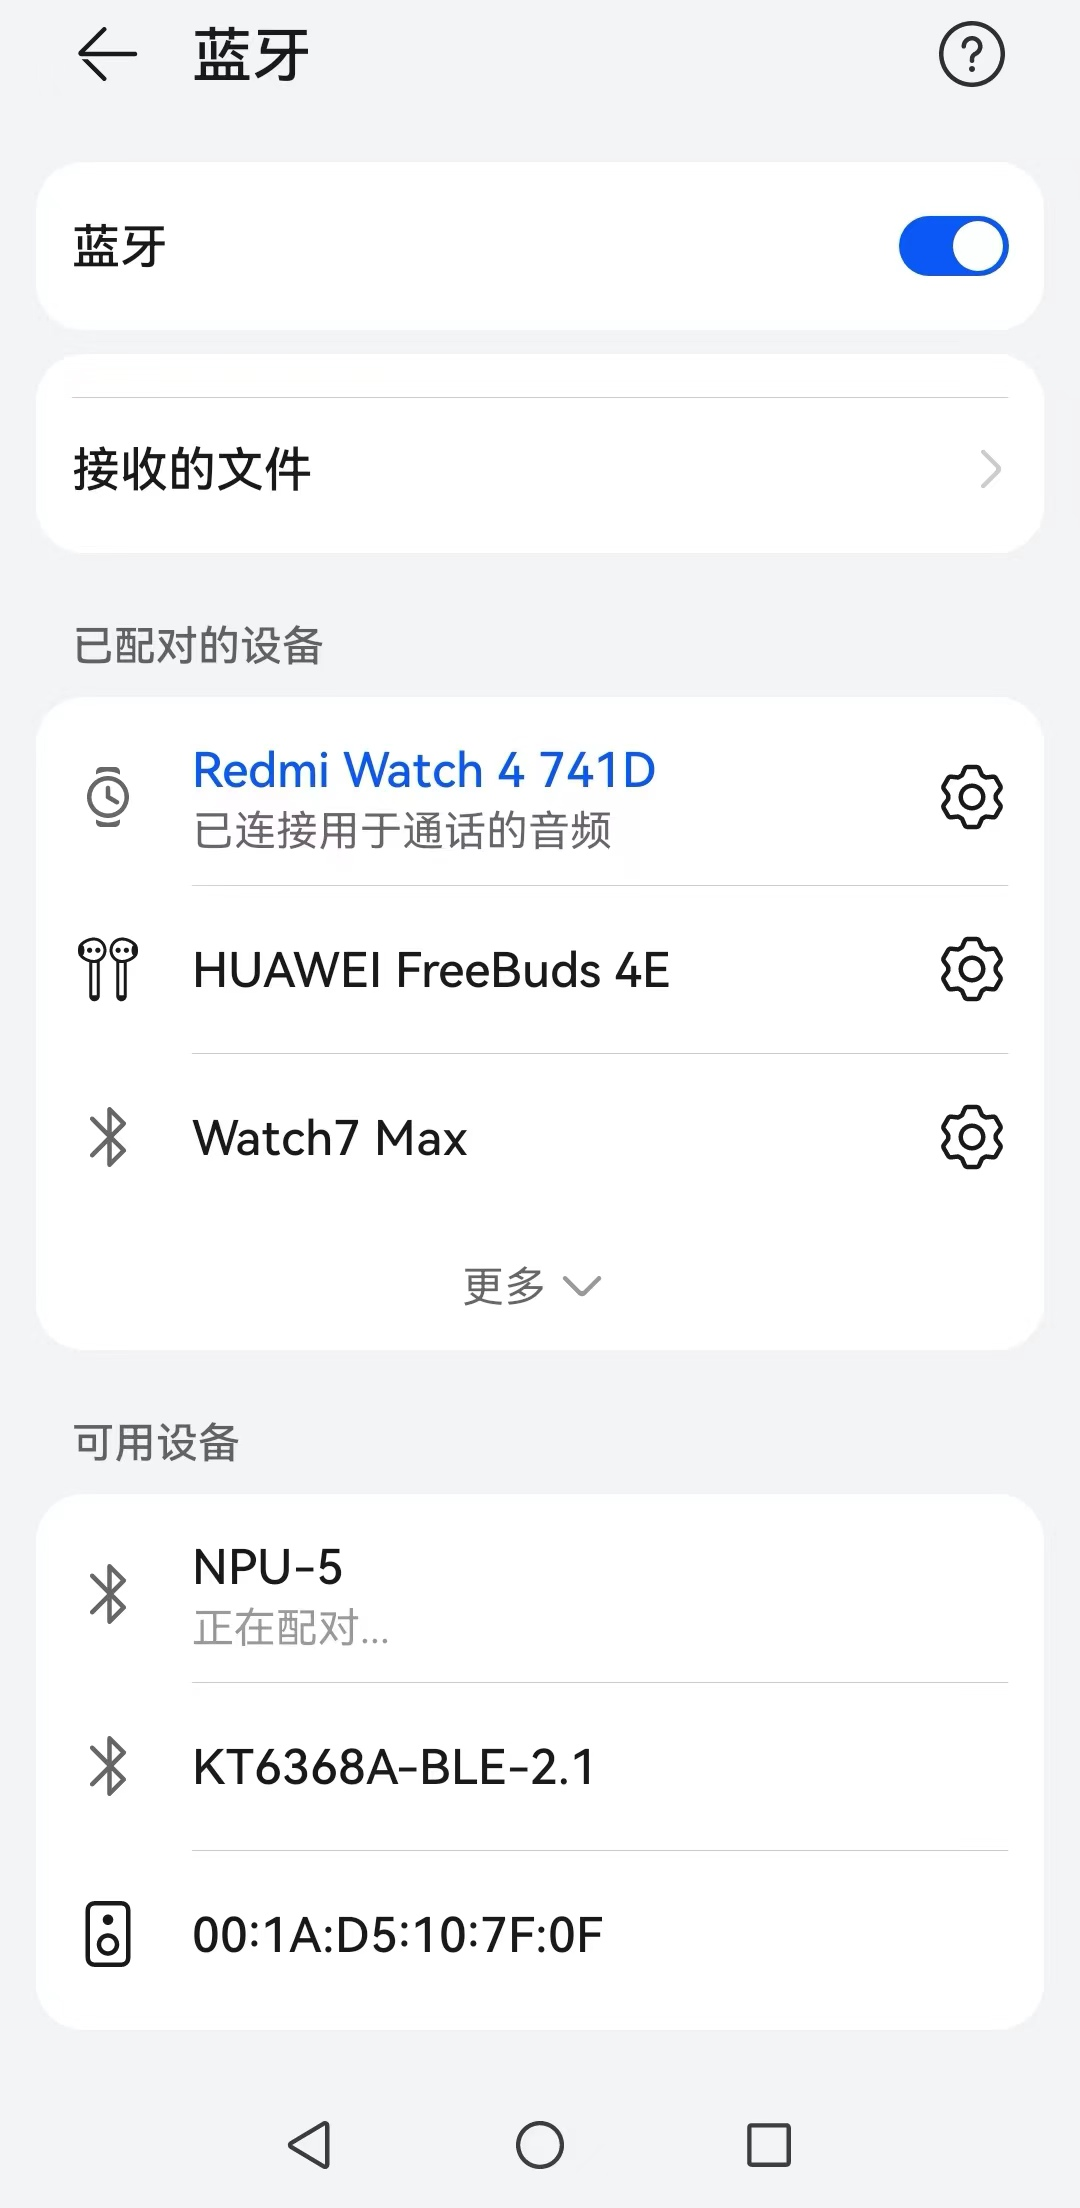 蓝牙
蓝牙
接收的文件
已配对的设备
Redmi Watch 4 741D
已连接用于通话的音频
HUAWEI FreeBuds 4E
Watch7 Max
更多
可用设备
NPU-5
正在配对...
KT6368A-BLE-2.1
00:1A:D5:10:7F:0F